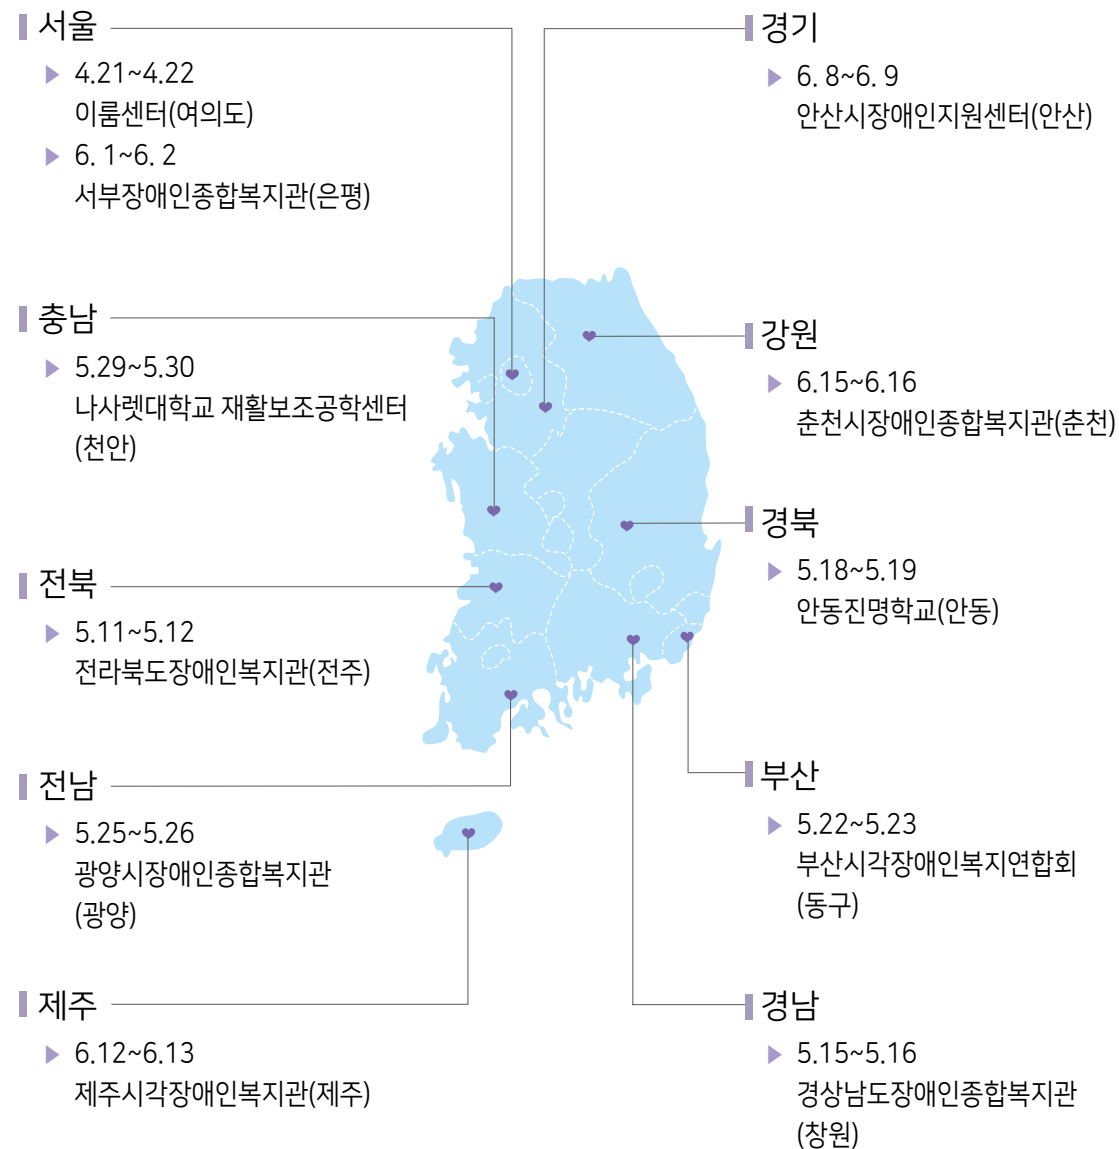 서울
▶ 4.21~4.22
이룸센터(여의도)
▶ 6. 1~6. 2
서부장애인종합복지관(은평)
충남
▶ 5.29~5.30
나사렛대학교 재활보조공학센터
(천안)
전북
▶ 5.11~5.12
전라북도장애인복지관(전주)
전남
▶ 5.25~5.26
광양시장애인종합복지관
(광양)
제주
▶ 6.12~6.13
제주시각장애인복지관(제주)
경기
▶ 6. 8~6. 9
안산시장애인지원센터(안산)
강원
▶ 6.15~6.16
춘천시장애인종합복지관(춘천)
경북
▶ 5.18~5.19
안동진명학교(안동)
부산
▶ 5.22~5.23
부산시각장애인복지연합회
(동구)
경남
▶ 5.15~5.16
경상남도장애인종합복지관
(창원)